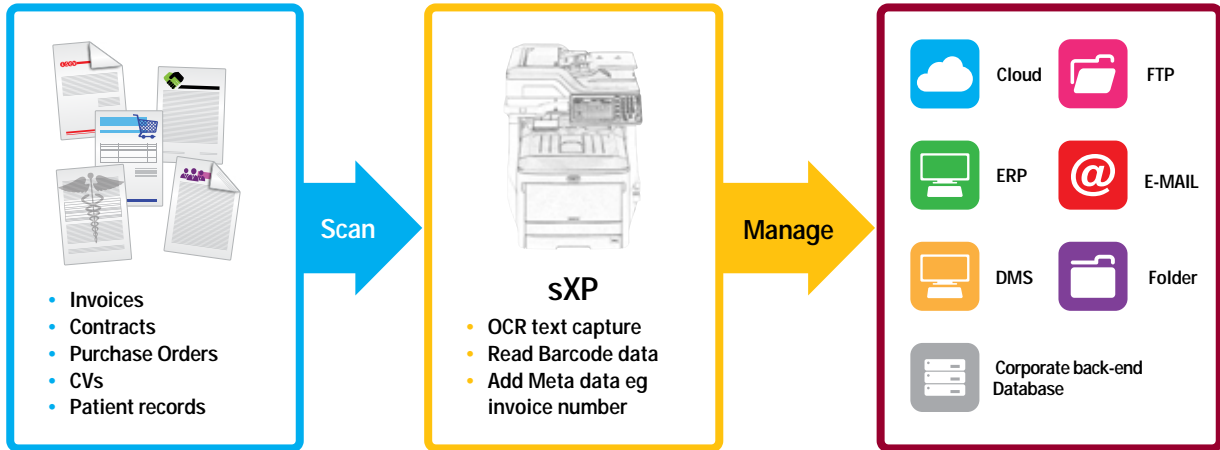 Invoices
Contracts
Purchase Orders
CVs
Patient records
Scan
sXP
OCR text capture
Read Barcode data
Add Meta data eg
invoice number
Manage
Cloud
FTP
ERP
@
E-MAIL
DMS
Folder
Corporate back-end
Database